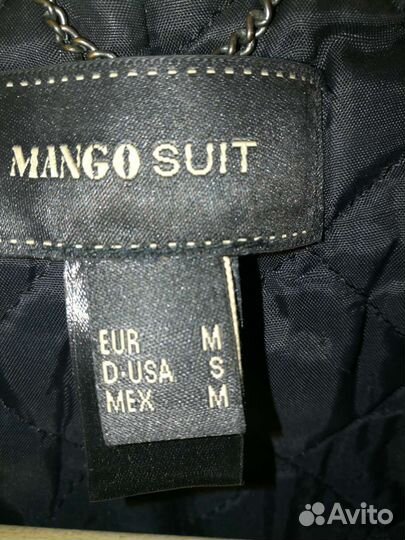 MANGO SUIT
EUR M
D-USA S
MEX M
Avito